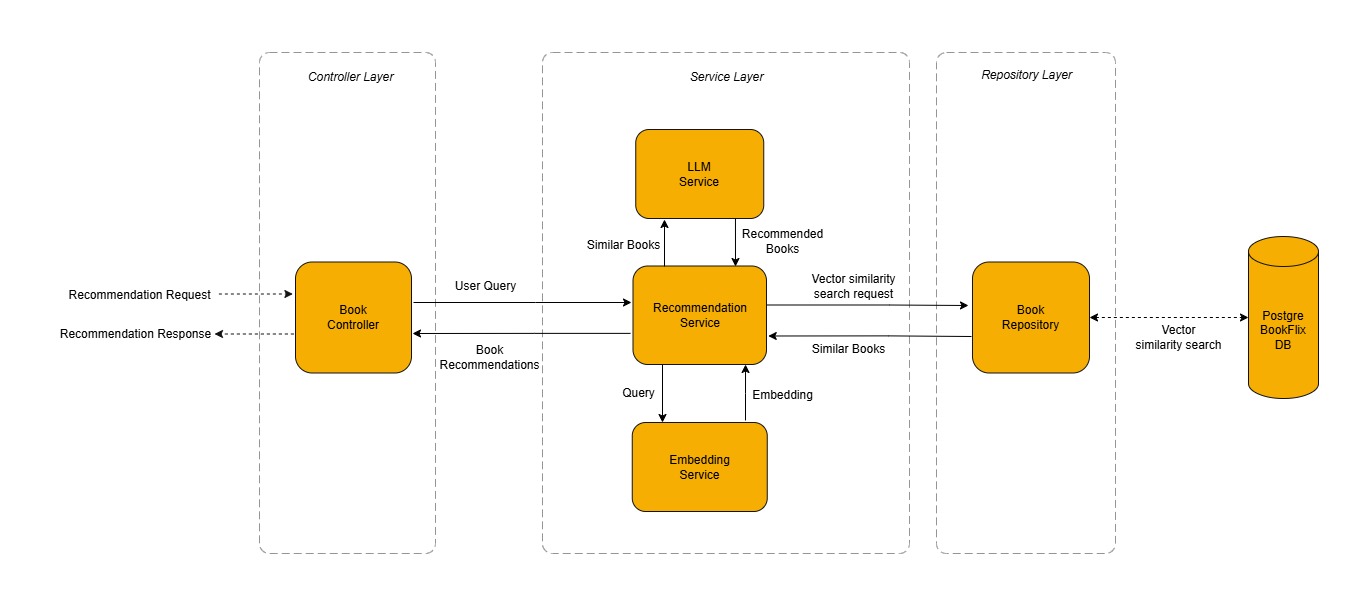 Controller Layer
Service Layer
Repository Layer
LLM
Service
Similar Books
Recommended
Books
Recommendation Request
Recommendation Response
Book
Controller
User Query
Book
Recommendations
Recommendation
Service
Vector similarity
search request
Similar Books
Book
Repository
Vector
similarity search
Postgre
BookFlix
DB
Query
Embedding
Embedding
Service